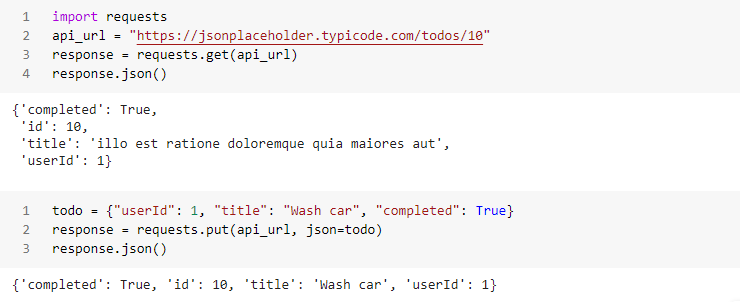 1 import requests
2 api_url = "https://jsonplaceholder.typicode.com/todos/10"
3 response = requests.get(api_url)
4 response.json()
{'completed': True,
 'id': 10,
 'title': 'illo est ratione doloremque quia maiores aut',
 'userId': 1}
1 todo = {"userId": 1, "title": "Wash car", "completed": True}
2 response = requests.put(api_url, json=todo)
3 response.json()
{'completed': True, 'id': 10, 'title': 'Wash car', 'userId': 1}